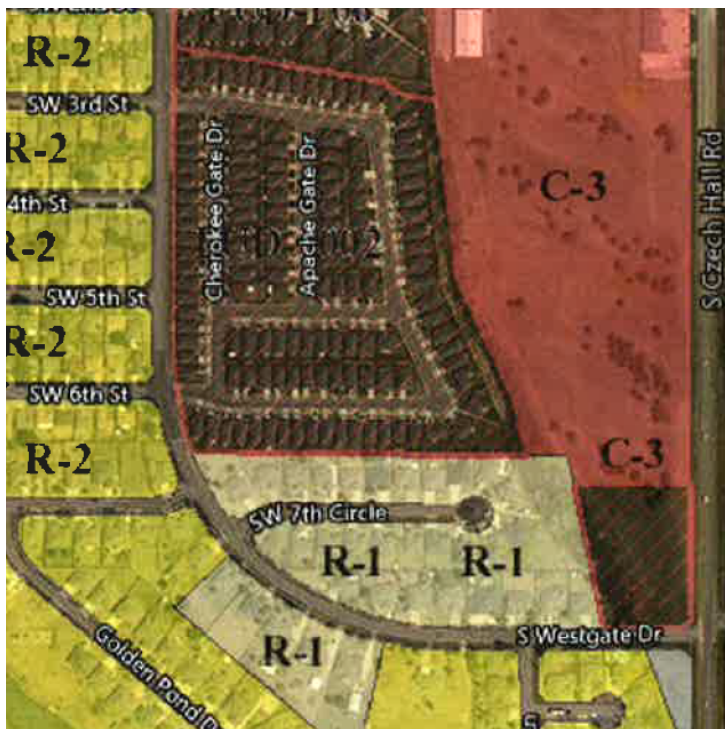 R-2
SW 3rd St
R-2
C-3
4th St
Cherokee Gate Dr
Apache Gate Dr
S Czech Hall Rd
R-2
002
SW 5th St
R-2
SW 6th St
R-2
C-3
SW 7th Circle
R-1
R-1
S Westgate Dr
Golden Pond D
R-1